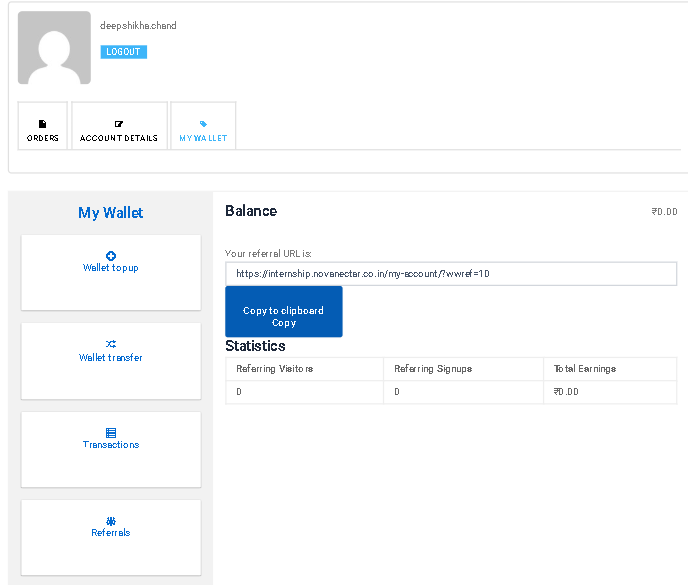 deepshikha.chand
LOGOUT
ORDERS
ACCOUNT DETAILS
MY WALLET
My Wallet
Wallet topup
Wallet transfer
Transactions
Referrals
Balance
₹0.00
Your referral URL is:
https://internship.novanectar.co.in/my-account/?wwref=10
Copy to clipboard
Copy
Statistics
Referring Visitors Referring Signups Total Earnings
0 0 ₹0.00